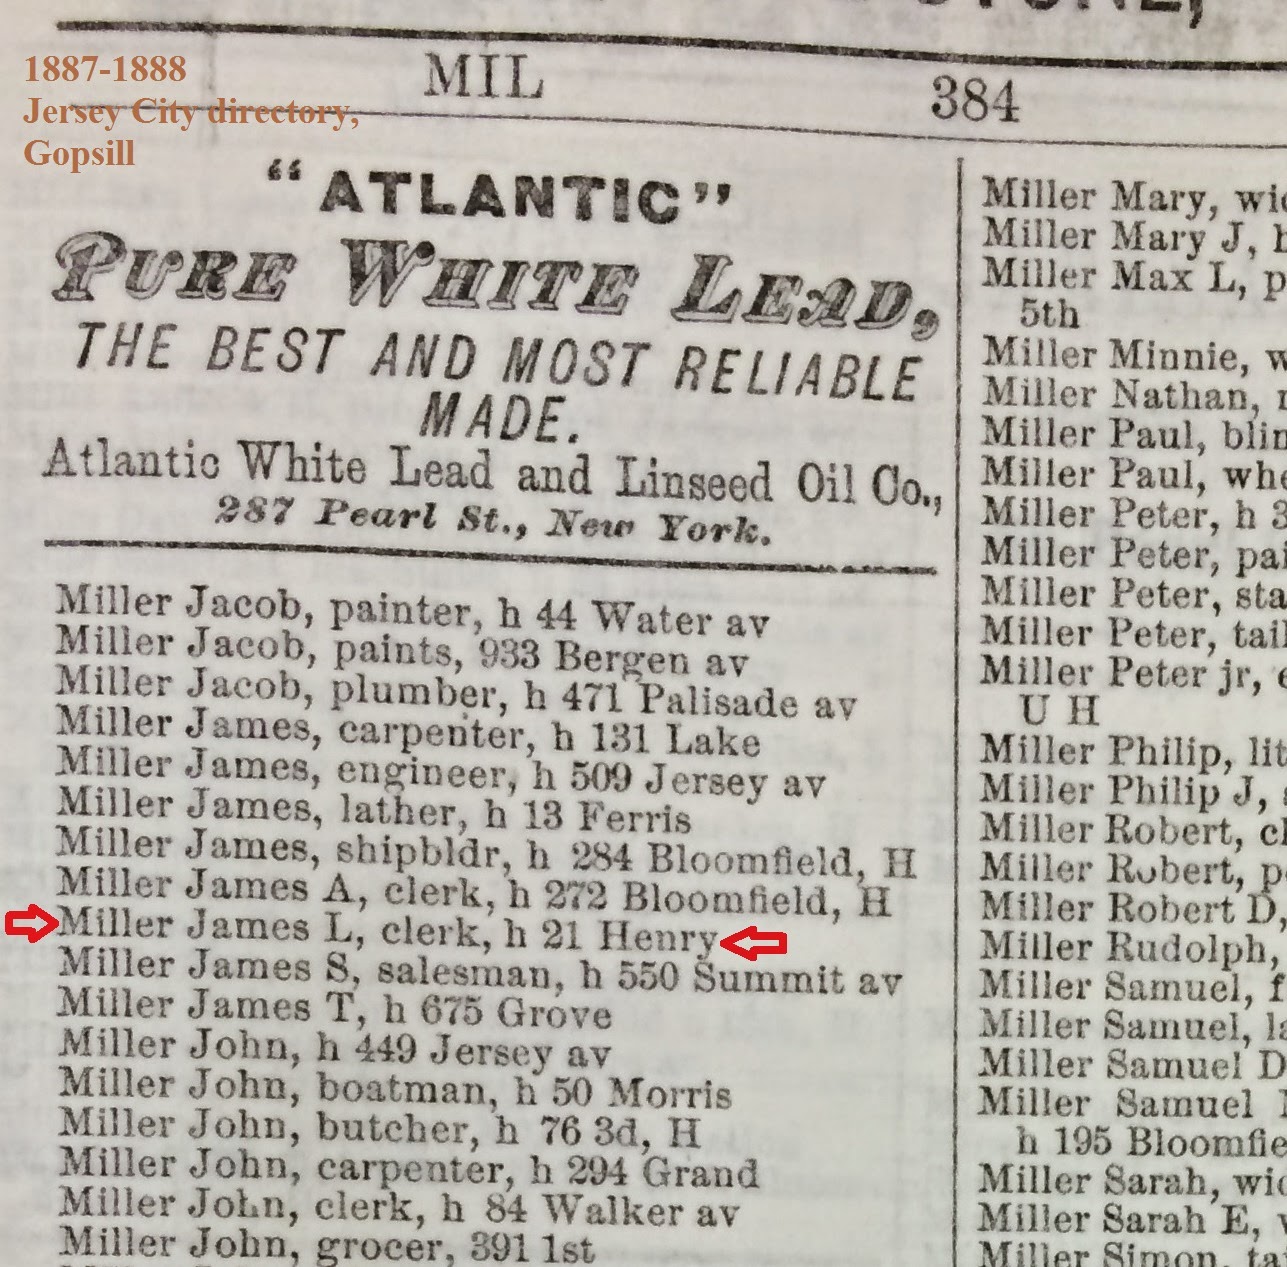 1887-1888
Jersey City directory,
Gopsill
MIL
384
"ATLANTIC"
PURE WHITE LEAD,
THE BEST AND MOST RELIABLE
MADE.
Atlantic White Lead and Linseed Oil Co.,
287 Pearl St., New York.
Miller Jacob, painter, h 44 Water av
Miller Jacob, paints, 933 Bergen av
Miller Jacob, plumber, h 471 Palisade av
Miller James, carpenter, h 131 Lake
Miller James, engineer, h 509 Jersey av
Miller James, lather, h 13 Ferris
Miller James, shipbldr, h 284 Bloomfield, H
Miller James A, clerk, h 272 Bloomfield, H
Miller James L, clerk, h 21 Henry
Miller James S, salesman, h 550 Summit av
Miller James T, h 675 Grove
Miller John, h 449 Jersey av
Miller John, boatman, h 50 Morris
Miller John, butcher, h 76 3d, H
Miller John, carpenter, h 294 Grand
Miller John, clerk, h 84 Walker av
Miller John, grocer, 391 1st
Miller Mary,
Miller Mary J,
Miller Max L,
5th
Miller Minnie,
Miller Nathan,
Miller Paul,
Miller Paul,
Miller Peter, h
Miller Peter,
Miller Peter,
Miller Peter,
Miller Peter jr,
U H
Miller Philip,
Miller Philip J,
Miller Robert,
Miller Robert,
Miller Robert D,
Miller Rudolph,
Miller Samuel,
Miller Samuel,
Miller Samuel D
Miller Samuel
h 195
Miller Sarah,
Miller Sarah E,
Miller Simon,